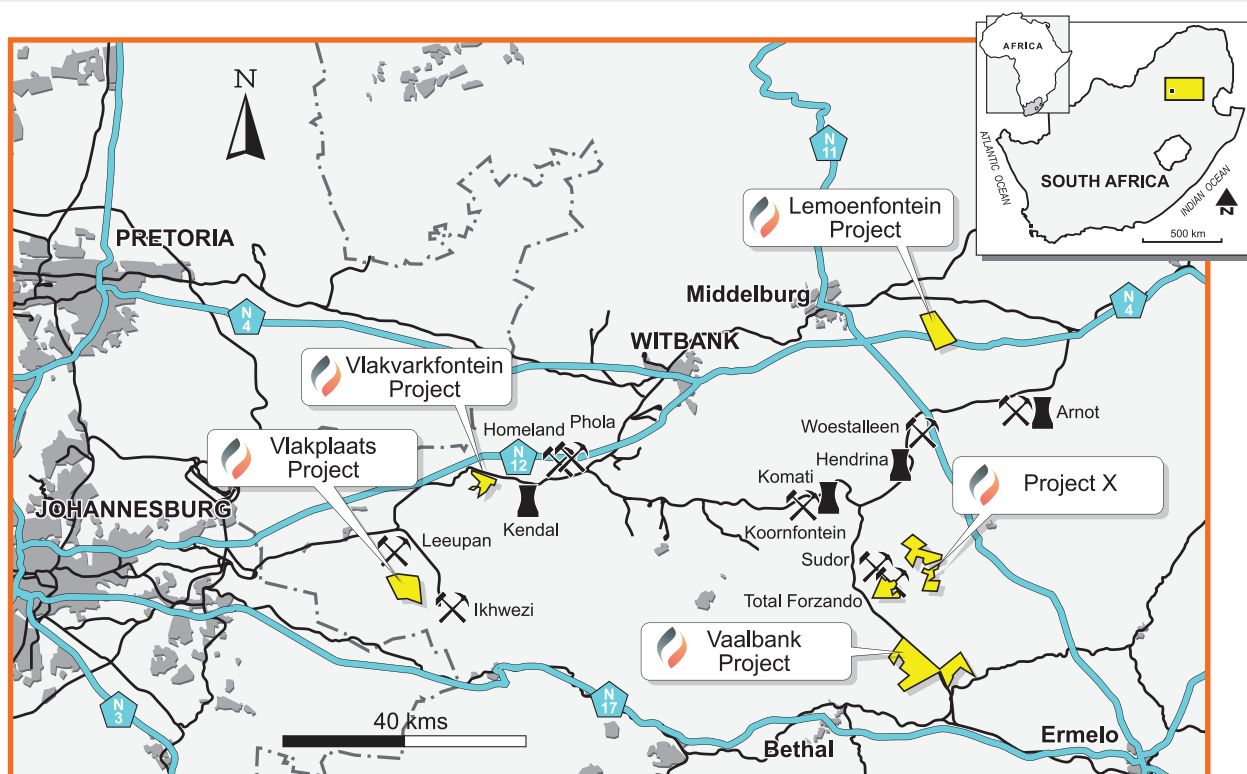 AFRICA
ATLANTIC OCEAN
SOUTH AFRICA
INDIAN OCEAN
N
500 km
N
N
11
Lemoenfontein
Project
PRETORIA
Middelburg
N
4
N
4
WITBANK
Vlakvarkfontein
Project
Homeland
Phola
Arnot
Woestalleen
Vlakplaats
Project
N
12
Hendrina
Komati
Project X
JOHANNESBURG
Kendal
Koornfontein
Leeupan
Sudor
Total Forzando
Ikhwezi
Vaalbank
Project
N
3
40 kms
N
17
Bethal
Ermelo